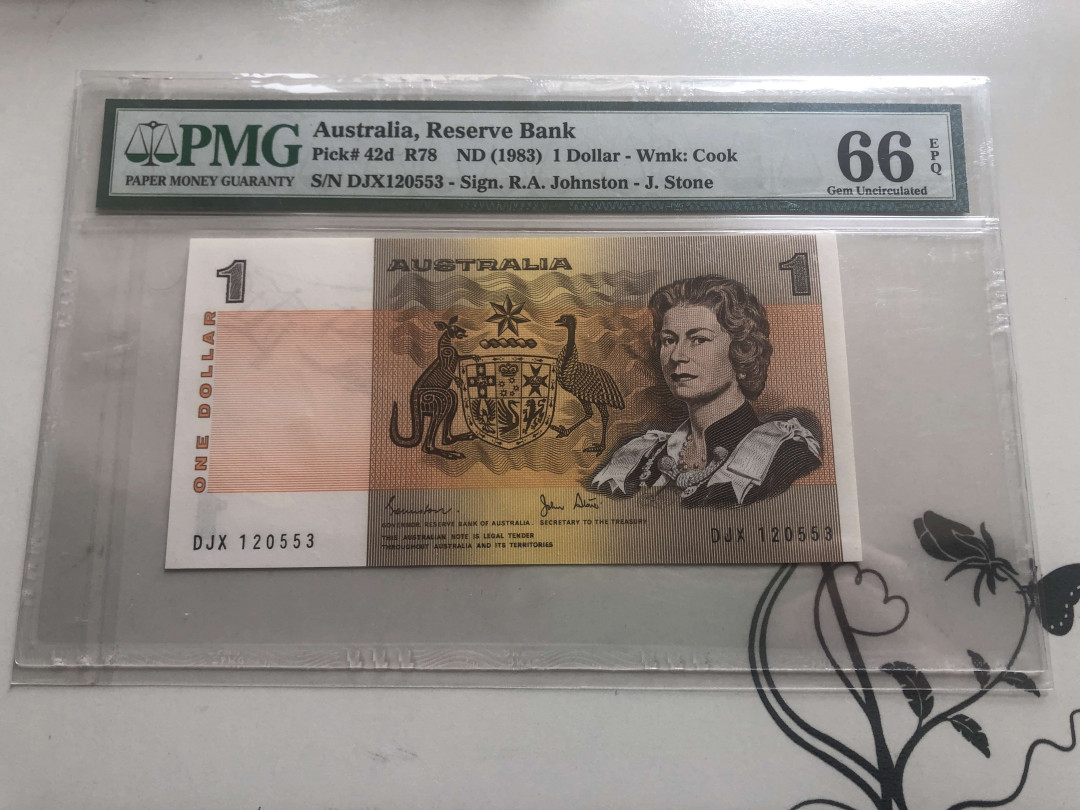 PMG
PAPER MONEY GUARANTY
Australia, Reserve Bank
Pick# 42d R78 ND (1983) 1 Dollar - Wmk: Cook
S/N DJX120553 - Sign. R.A. Johnston - J. Stone
66 EPQ
Gem Uncirculated
1
AUSTRALIA
1
ONE DOLLAR
John Stone
GOVERNOR, RESERVE BANK OF AUSTRALIA. SECRETARY TO THE TREASURY
THIS AUSTRALIAN NOTE IS LEGAL TENDER
THROUGHOUT AUSTRALIA AND ITS TERRITORIES
DJX 120553
DJX 120553